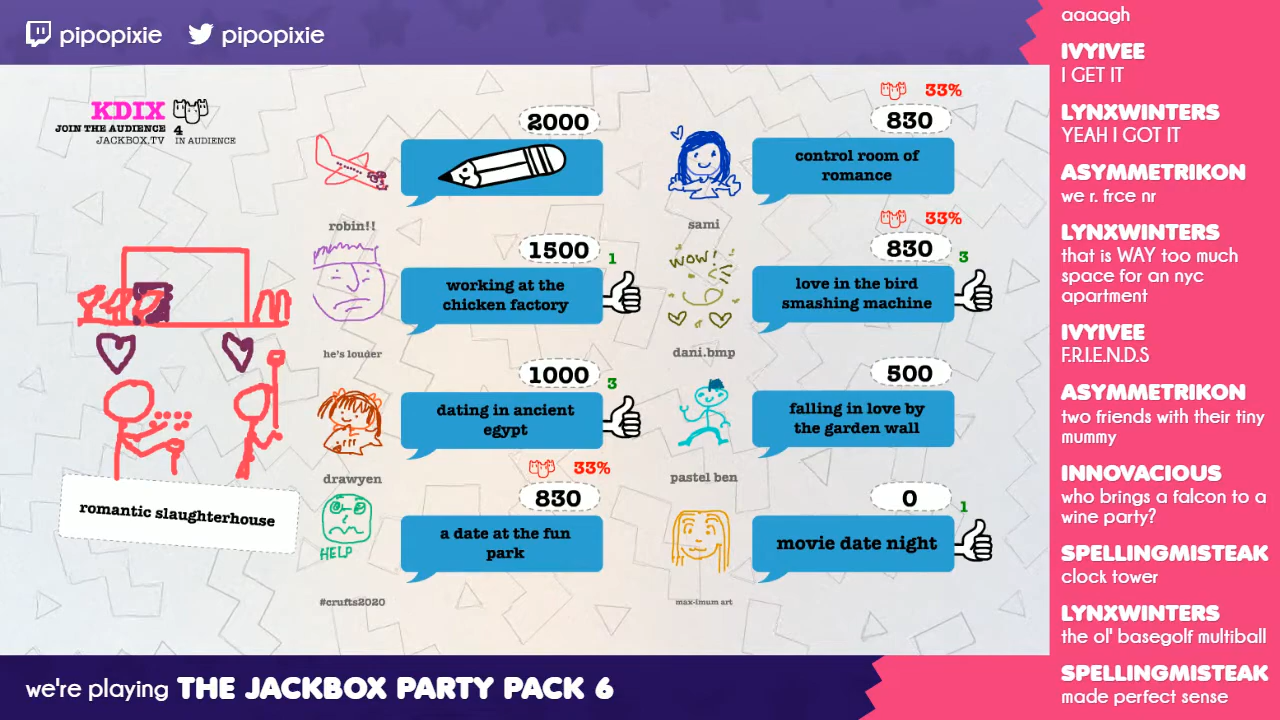 pipopixie pipopixie
KDIX
JOIN THE AUDIENCE 4
JACKBOX.TV IN AUDIENCE
2000
robin!!
33%
830
control room of
romance
sami
1500
1
working at the
chicken factory
he's louder
33%
830
3
WOW!
love in the bird
smashing machine
dani.bmp
1000
3
dating in ancient
egypt
drawyen
500
falling in love by
the garden wall
pastel ben
33%
830
HELP
a date at the fun
park
#crufts2020
0
1
movie date night
max-imum art
romantic slaughterhouse
we're playing THE JACKBOX PARTY PACK 6
aaaagh
IVYIVEE
I GET IT
LYNXWINTERS
YEAH I GOT IT
ASYMMETRIKON
we r. frce nr
LYNXWINTERS
that is WAY too much
space for an nyc
apartment
IVYIVEE
F.R.I.E.N.D.S
ASYMMETRIKON
two friends with their tiny
mummy
INNOVACIOUS
who brings a falcon to a
wine party?
SPELLINGMISTEAK
clock tower
LYNXWINTERS
the ol' basegolf multiball
SPELLINGMISTEAK
made perfect sense